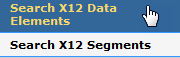 Search X12 Data
Elements
Search X12 Segments